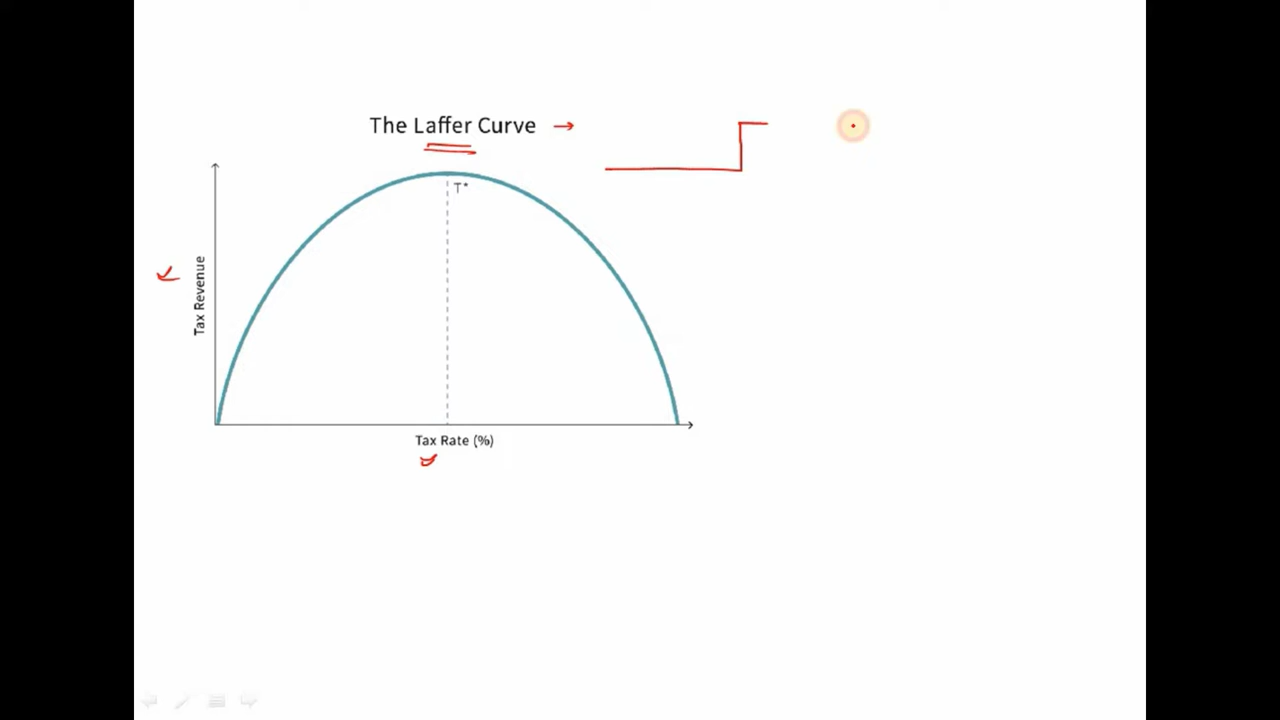 The Laffer Curve
T*
Tax Revenue
Tax Rate (%)